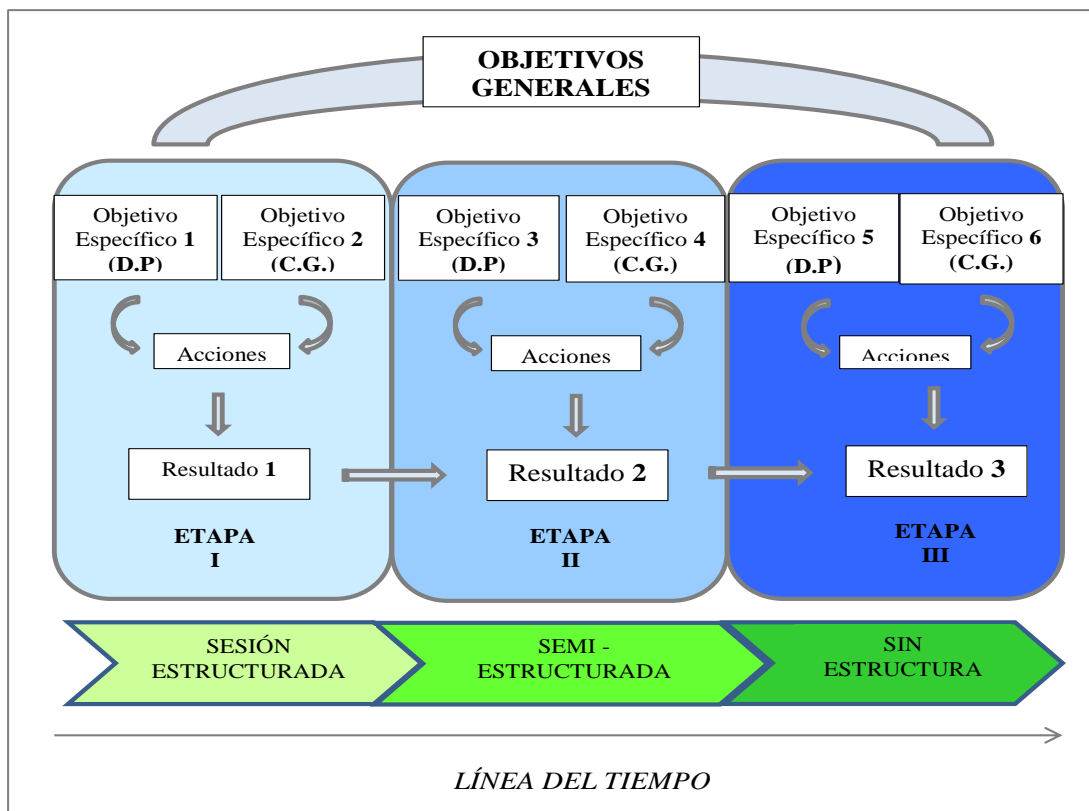 OBJETIVOS
GENERALES
Objetivo
Específico 1
(D.P)
Objetivo
Específico 2
(C.G.)
Acciones
Resultado 1
ETAPA
I
Objetivo
Específico 3
(D.P)
Objetivo
Específico 4
(C.G.)
Acciones
Resultado 2
ETAPA
II
Objetivo
Específico 5
(D.P)
Objetivo
Específico 6
(C.G.)
Acciones
Resultado 3
ETAPA
III
SESIÓN
ESTRUCTURADA
SEMI -
ESTRUCTURADA
SIN
ESTRUCTURA
LÍNEA DEL TIEMPO